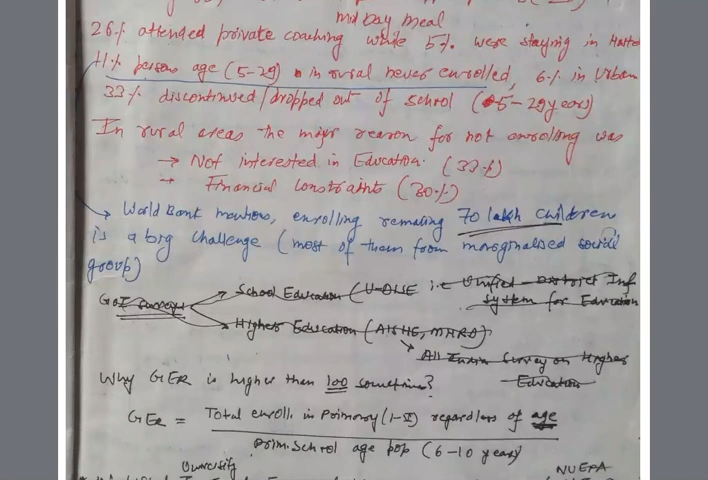 mid Day meal
26% attended private coaching while 5% were staying in
11% persons age (5-29) in rural never enrolled, 6% in Urban
33% discontinued/dropped out of school (5-29 years)
In rural areas the major reason for not enrolling was
→ Not interested in Education. (33%)
→ Financial Constraints (30%)
→ World Bank mentions, enrolling remaing 70 lakh children
is a big challenge (most of them from marginalised social
group)
GoI surveys → School Education (U-DISE i.e Unified District Inf
system for Education
→ Higher Education (AISHE, MHRD)
→ All India Survey on Higher
Education
Why GER is higher than 100 sometimes?
GER = Total enroll. in Primary (1-V) regardless of age
Prim. School age pop (6-10 years)
University
NUEPA